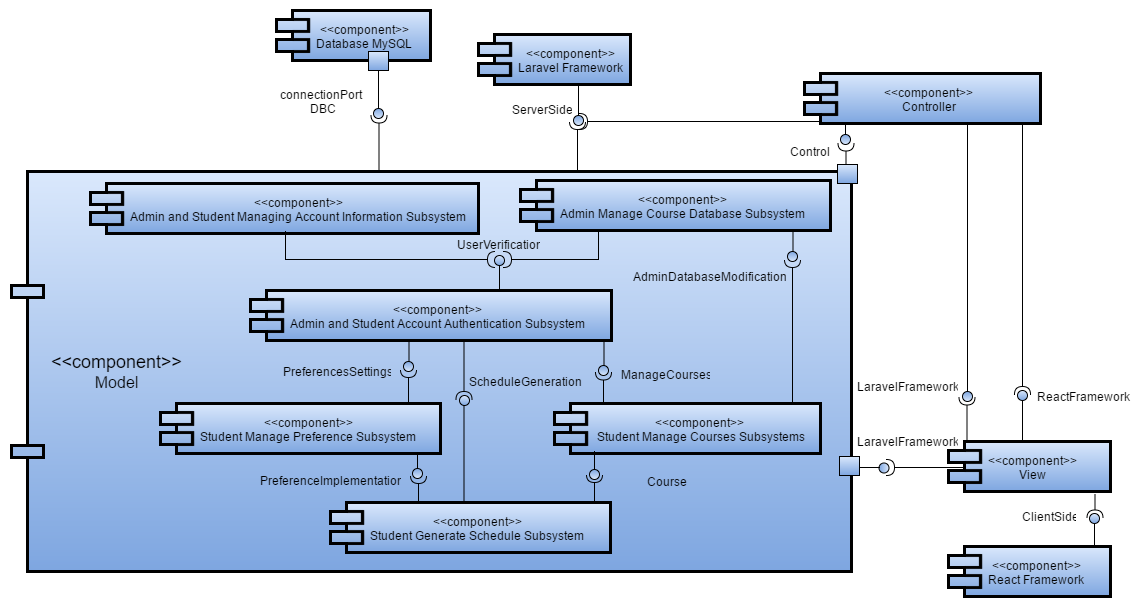 <<component>>
Database MySQL
<<component>>
Laravel Framework
<<component>>
Controller
connectionPort
DBC
ServerSide
Control
<<component>>
Admin and Student Managing Account Information Subsystem
<<component>>
Admin Manage Course Database Subsystem
UserVerificatior
AdminDatabaseModification
<<component>>
Admin and Student Account Authentication Subsystem
<<component>>
Model
PreferencesSettings
ScheduleGeneration
ManageCourses
LaravelFramework
ReactFramework
<<component>>
Student Manage Preference Subsystem
<<component>>
Student Manage Courses Subsystems
LaravelFramework
<<component>>
View
PreferenceImplementatior
Course
ClientSide
<<component>>
Student Generate Schedule Subsystem
<<component>>
React Framework